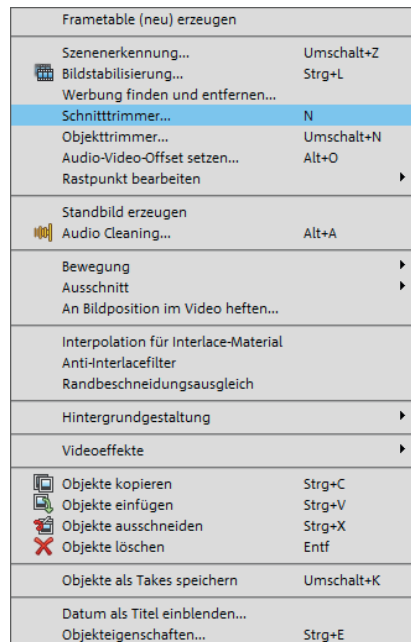 Frametable (neu) erzeugen
Szenenerkennung... Umschalt+Z
Bildstabilisierung... Strg+L
Werbung finden und entfernen...
Schnitttrimmer... N
Objekttrimmer... Umschalt+N
Audio-Video-Offset setzen... Alt+O
Rastpunkt bearbeiten
Standbild erzeugen
Audio Cleaning... Alt+A
Bewegung
Ausschnitt
An Bildposition im Video heften...
Interpolation für Interlace-Material
Anti-Interlacefilter
Randbeschneidungsausgleich
Hintergrundgestaltung
Videoeffekte
Objekte kopieren Strg+C
Objekte einfügen Strg+V
Objekte ausschneiden Strg+X
Objekte löschen Entf
Objekte als Takes speichern Umschalt+K
Datum als Titel einblenden...
Objekteigenschaften... Strg+E